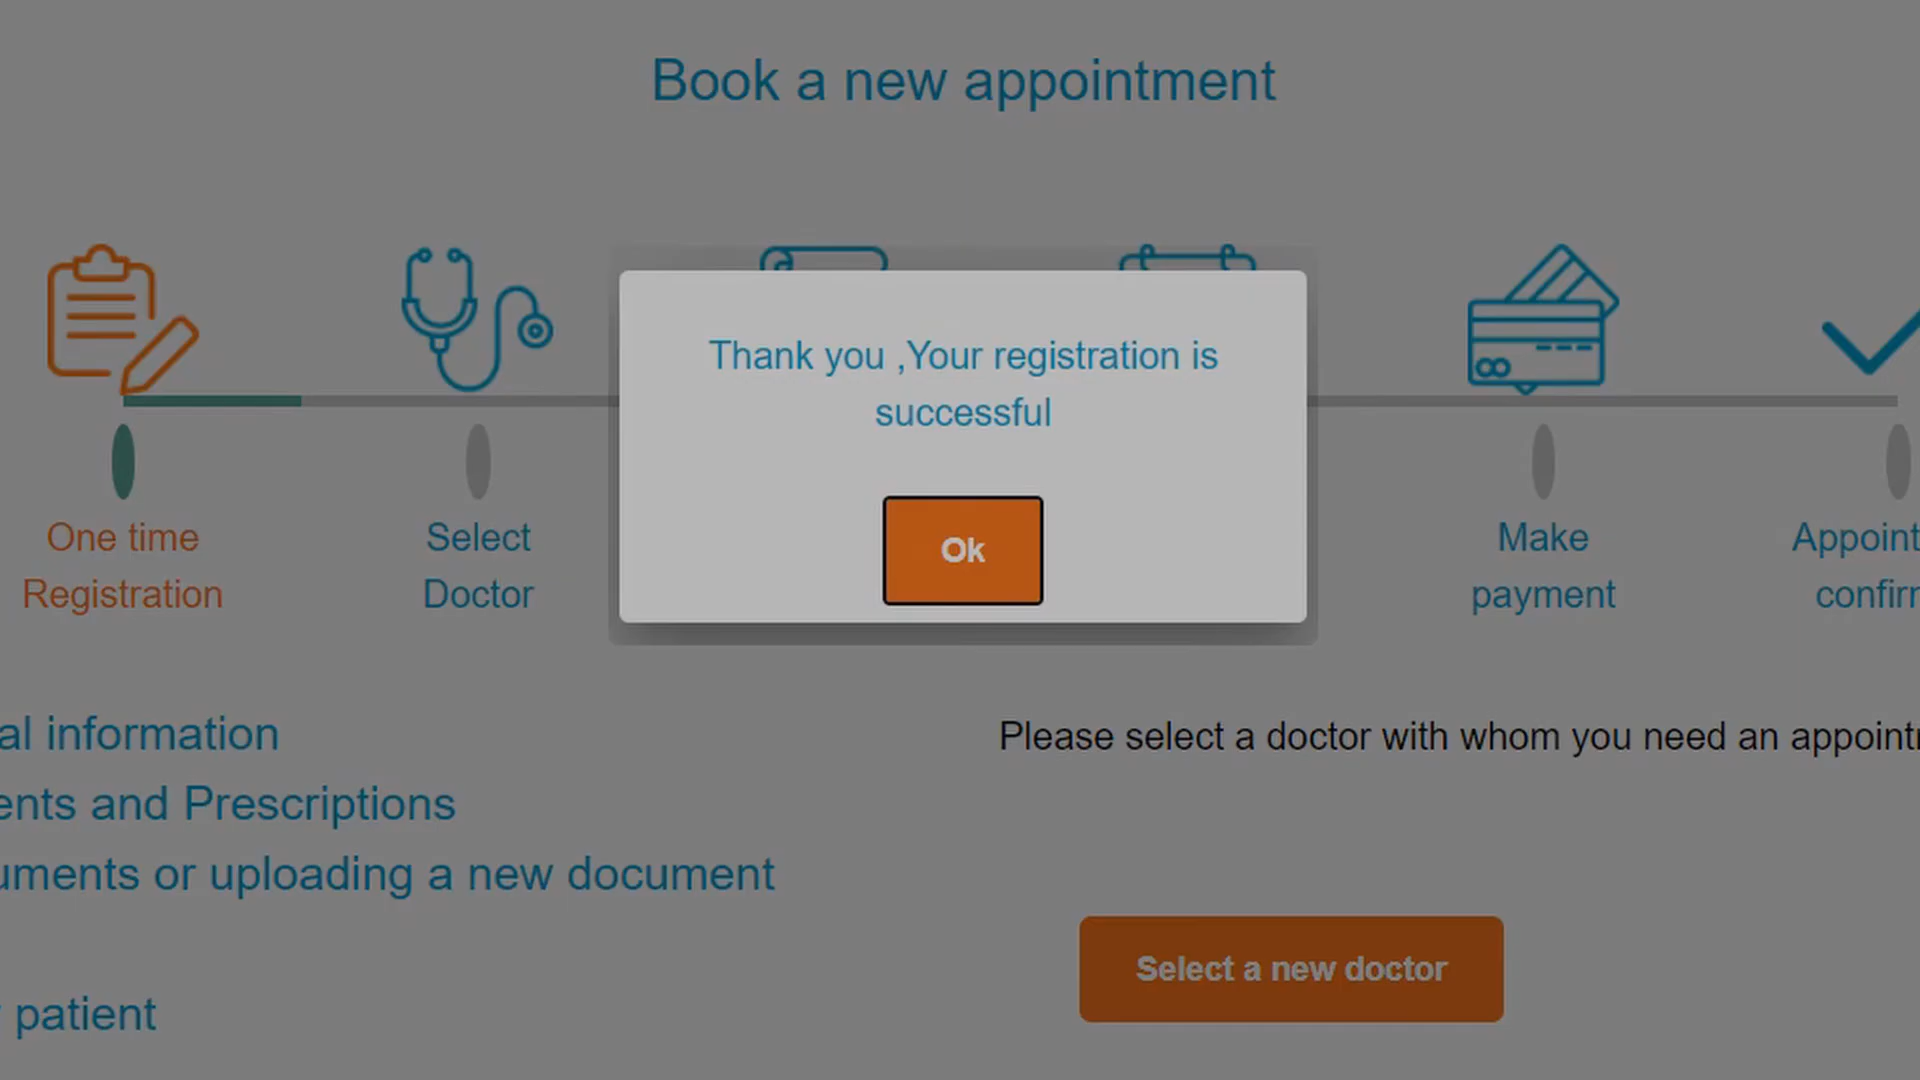 Book a new appointment
Thank you ,Your registration is
successful
Ok
One time
Registration
Select
Doctor
Make
payment
Appoint
confir
al information
ents and Prescriptions
uments or uploading a new document
patient
Please select a doctor with whom you need an appoint
Select a new doctor